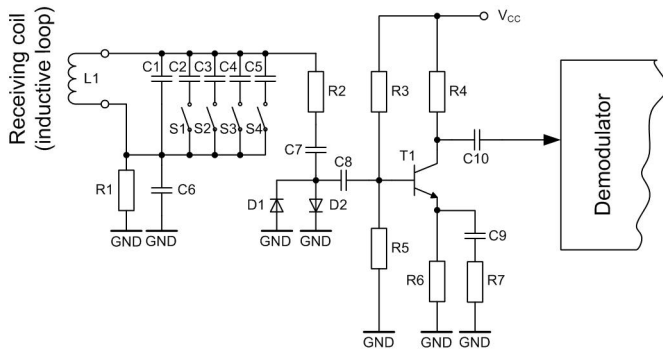 Receiving coil
(inductive loop)
L1
C1 C2 C3 C4 C5
S1 S2 S3 S4
R1
C6
GND GND
R2
C7
C8
D1 D2
GND GND
R3
R4
V_CC
T1
C10
R5
R6
C9
R7
GND GND GND
Demodulator